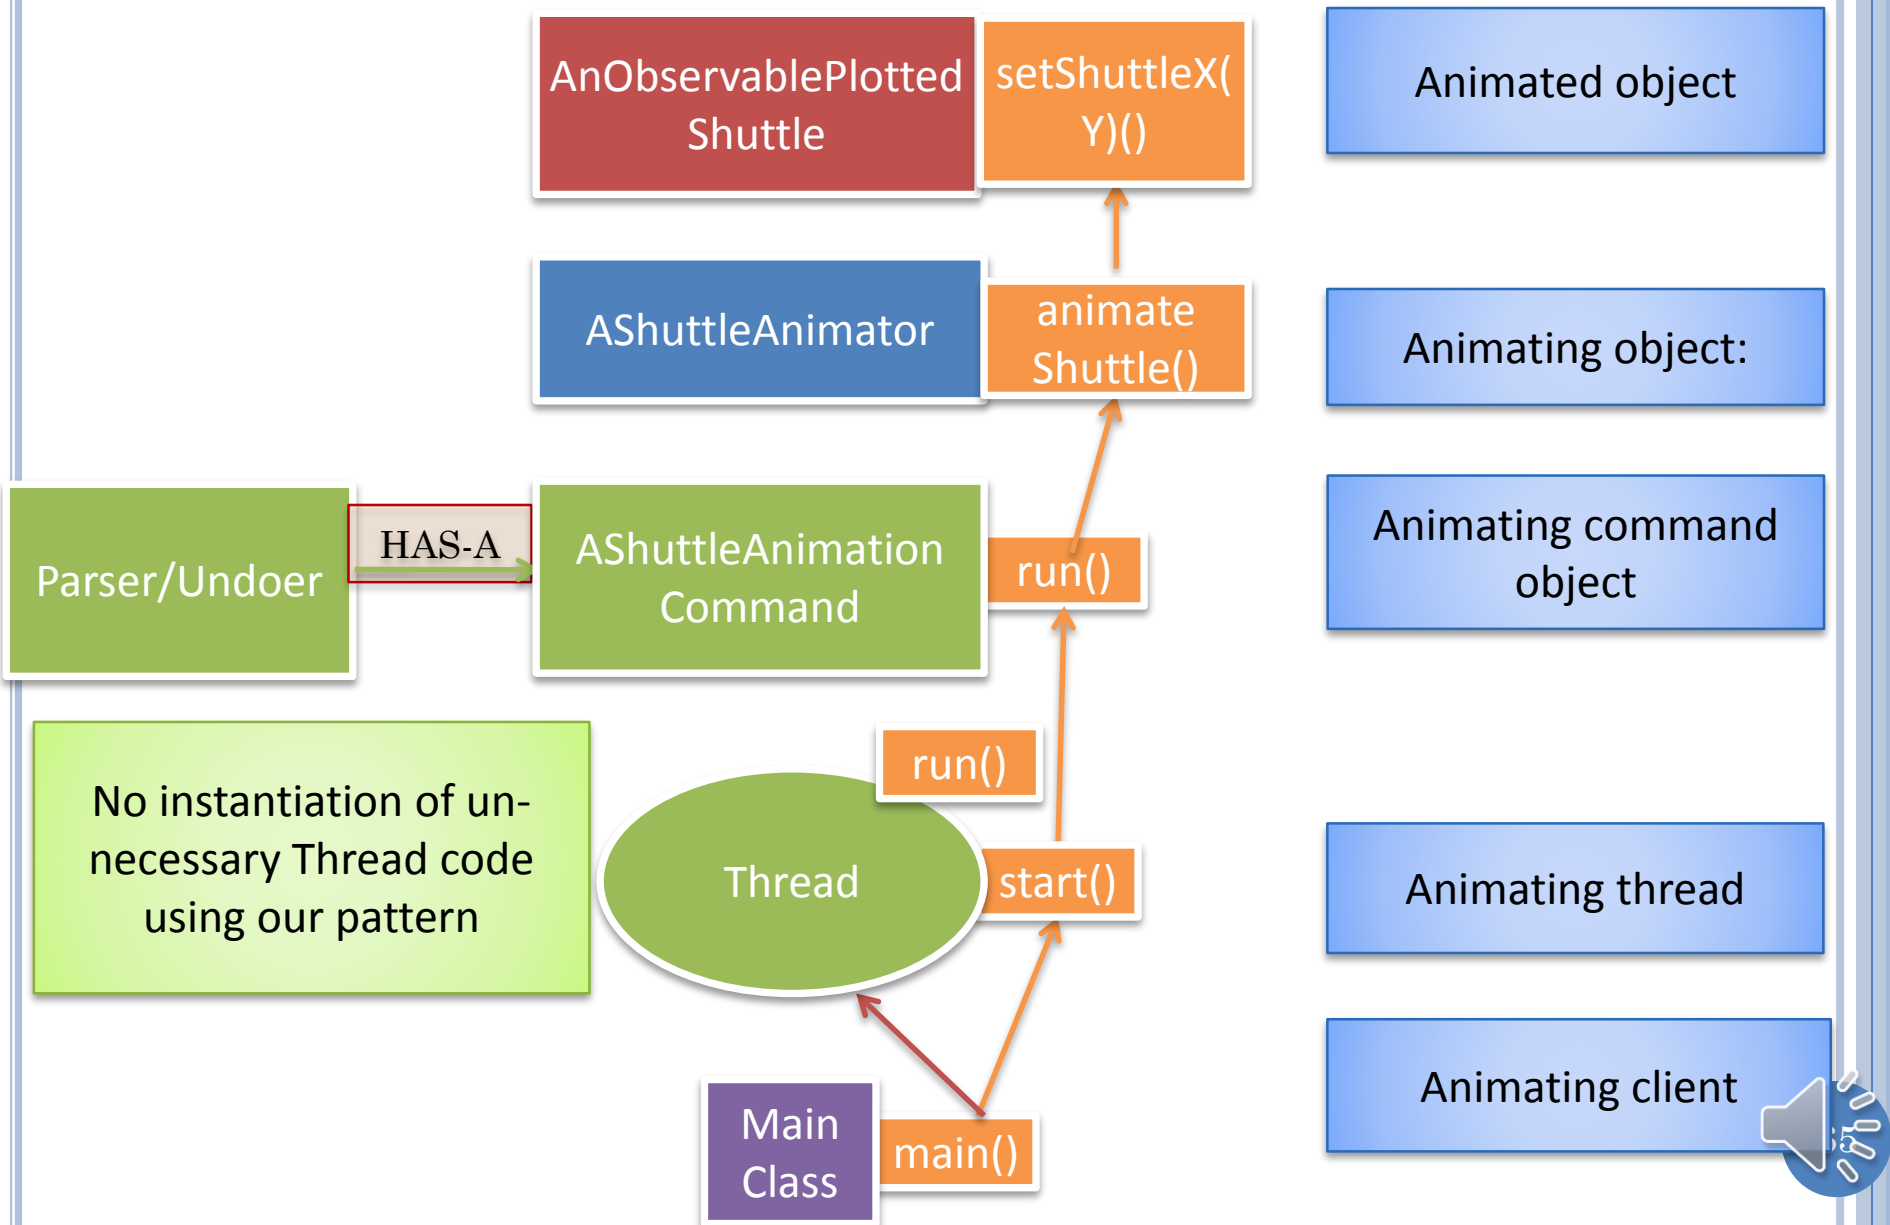 AnObservablePlotted
Shuttle
setShuttleX(
Y)()
Animated object
AShuttleAnimator
animate
Shuttle()
Animating object:
Parser/Undoer
HAS-A
AShuttleAnimation
Command
run()
Animating command
object
No instantiation of un-
necessary Thread code
using our pattern
run()
Thread
start()
Animating thread
Main
Class
main()
Animating client